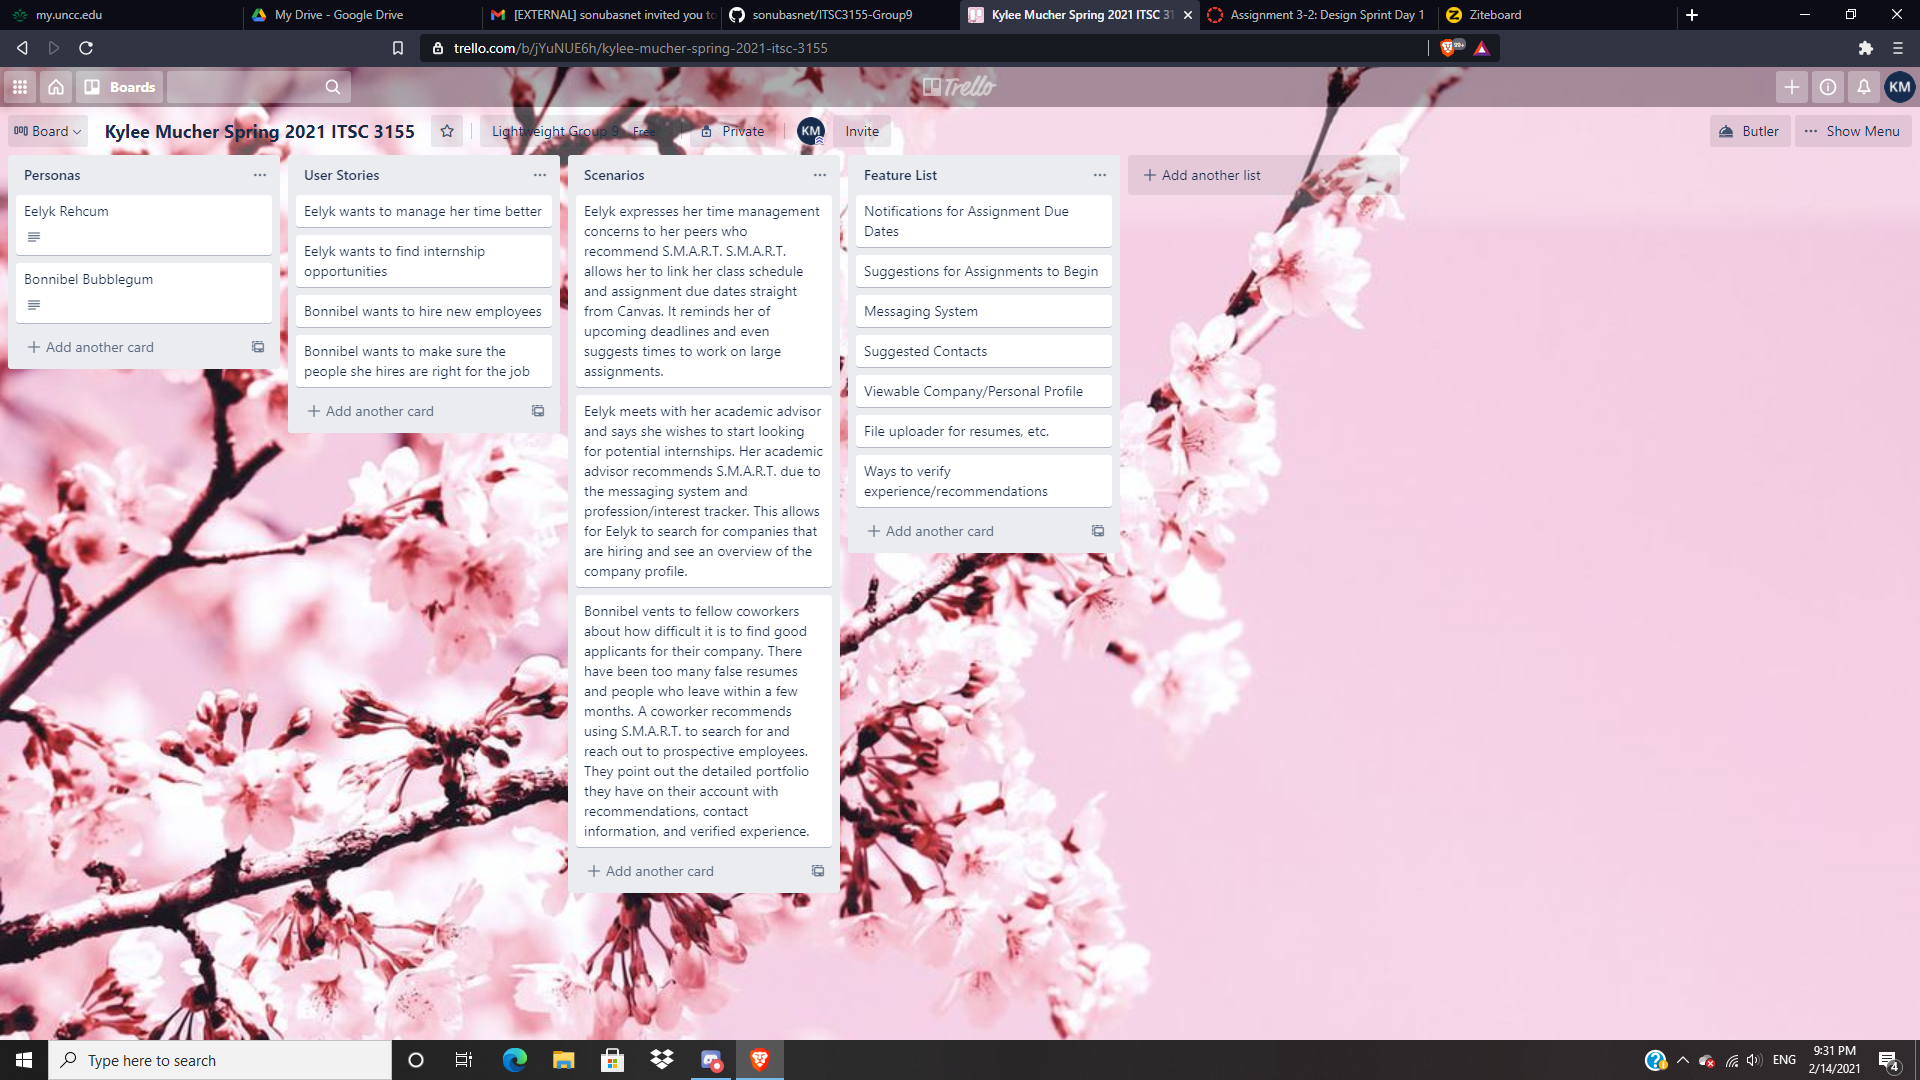 my.uncc.edu
My Drive - Google Drive
[EXTERNAL] sonubasnet invited you to
sonubasnet/ITSC3155-Group9
Kylee Mucher Spring 2021 ITSC 31
Assignment 3-2: Design Sprint Day 1
Ziteboard
trello.com/b/jYuNUE6h/kylee-mucher-spring-2021-itsc-3155
99+
Boards
Trello
KM
Board
Kylee Mucher Spring 2021 ITSC 3155
Lightweight Group 9
Free
Private
KM
Invite
Butler
Show Menu
Personas
Eelyk Rehcum
Bonnibel Bubblegum
Add another card
User Stories
Eelyk wants to manage her time better
Eelyk wants to find internship
opportunities
Bonnibel wants to hire new employees
Bonnibel wants to make sure the
people she hires are right for the job
Add another card
Scenarios
Eelyk expresses her time management
concerns to her peers who
recommend S.M.A.R.T. S.M.A.R.T.
allows her to link her class schedule
and assignment due dates straight
from Canvas. It reminds her of
upcoming deadlines and even
suggests times to work on large
assignments.
Eelyk meets with her academic advisor
and says she wishes to start looking
for potential internships. Her academic
advisor recommends S.M.A.R.T. due to
the messaging system and
profession/interest tracker. This allows
for Eelyk to search for companies that
are hiring and see an overview of the
company profile.
Bonnibel vents to fellow coworkers
about how difficult it is to find good
applicants for their company. There
have been too many false resumes
and people who leave within a few
months. A coworker recommends
using S.M.A.R.T. to search for and
reach out to prospective employees.
They point out the detailed portfolio
they have on their account with
recommendations, contact
information, and verified experience.
Add another card
Feature List
Notifications for Assignment Due
Dates
Suggestions for Assignments to Begin
Messaging System
Suggested Contacts
Viewable Company/Personal Profile
File uploader for resumes, etc.
Ways to verify
experience/recommendations
Add another card
Add another list
Type here to search
ENG
9:31 PM
2/14/2021
4